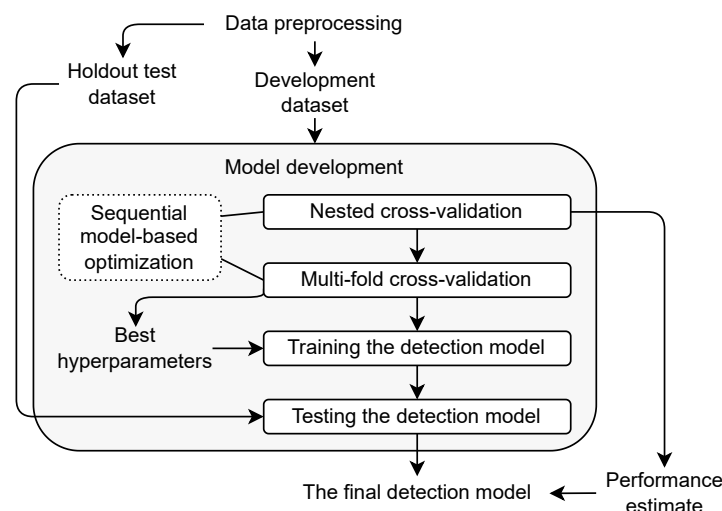 Data preprocessing
Holdout test
dataset
Development
dataset
Model development
Sequential
model-based
optimization
Nested cross-validation
Multi-fold cross-validation
Best
hyperparameters
Training the detection model
Testing the detection model
The final detection model
Performance
estimate